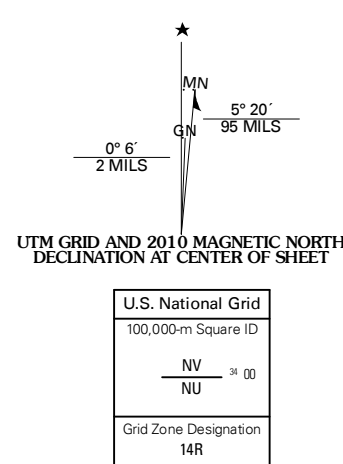 MN
5° 20´
95 MILS
GN
0° 6´
2 MILS
UTM GRID AND 2010 MAGNETIC NORTH
DECLINATION AT CENTER OF SHEET
U.S. National Grid
100,000-m Square ID
NV
34 00
NU
Grid Zone Designation
14R